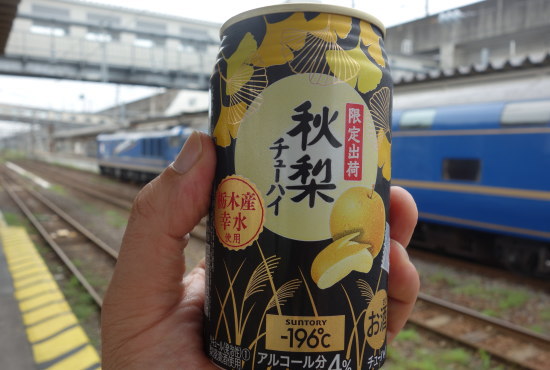 限定出荷
秋梨
チューハイ
栃木産
幸水
使用
SUNTORY
-196℃
アルコール分4%
お酒